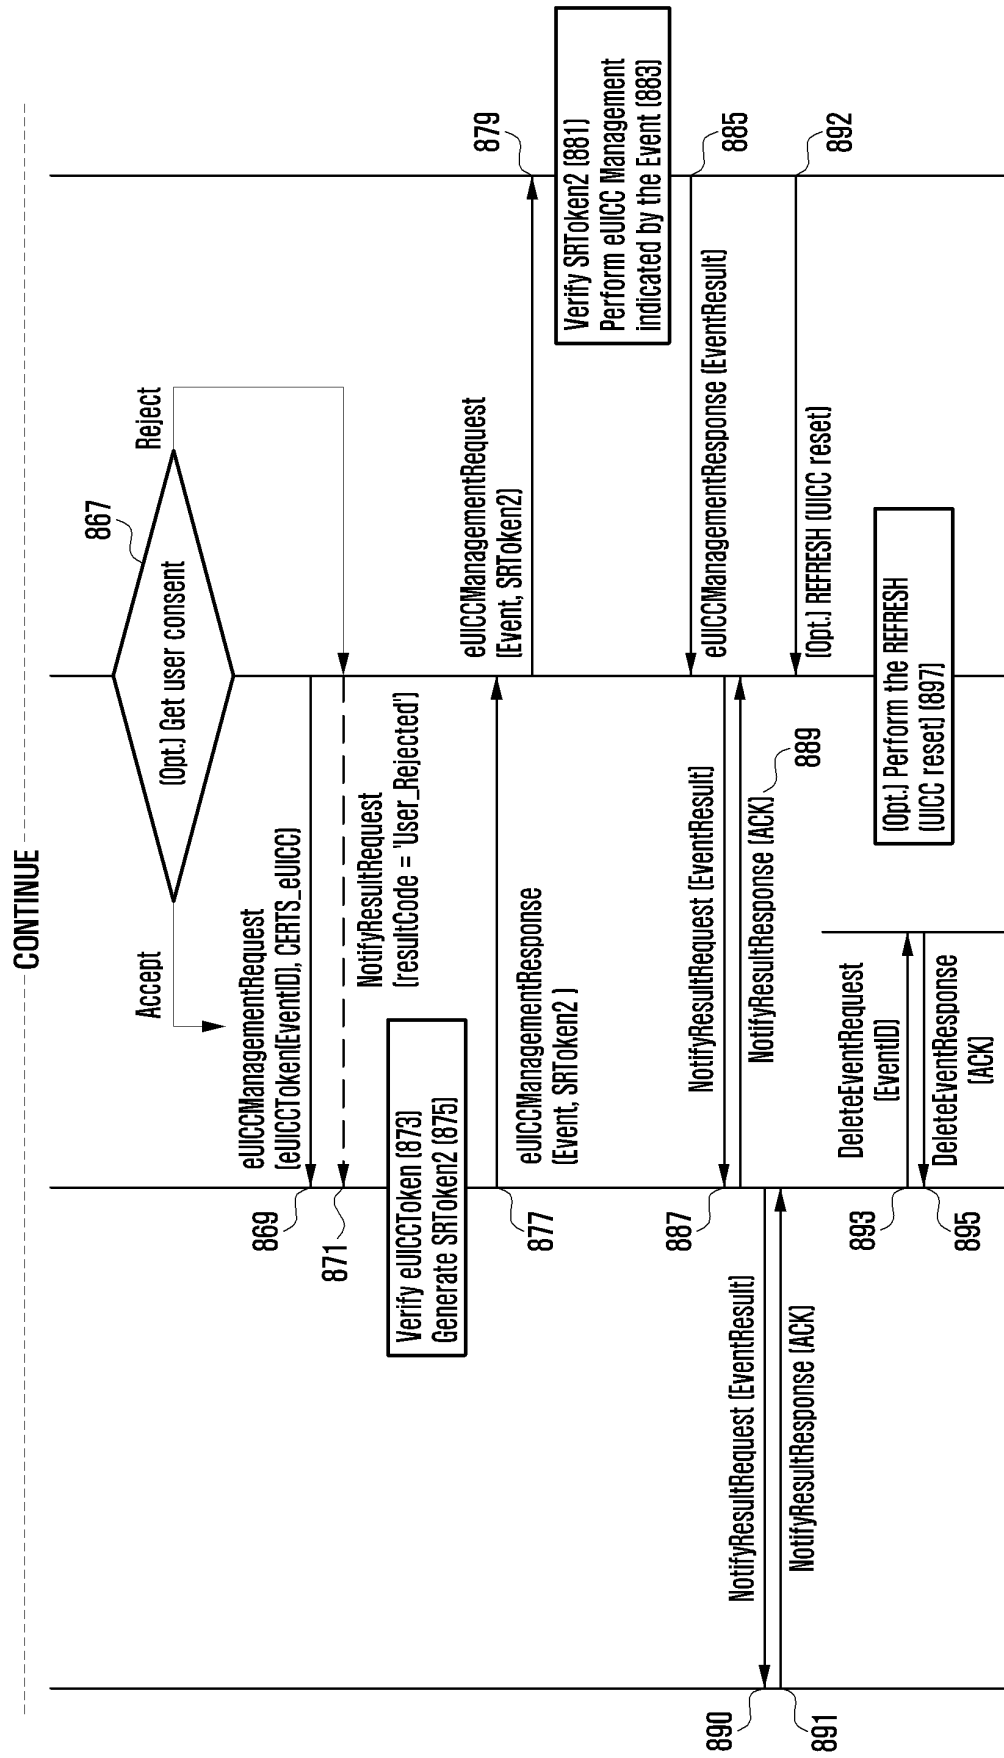 CONTINUE
867
(Opt.) Get user consent
Accept
Reject
eUICCManagementRequest
(eUICCToken(EventID), CERTS_eUICC)
869
871
NotifyResultRequest
(resultCode = 'User_Rejected')
Verify eUICCToken (873)
Generate SRToken2 (875)
877
eUICCManagementResponse
(Event, SRToken2 )
eUICCManagementRequest
(Event, SRToken2)
879
Verify SRToken2 (881)
Perform eUICC Management
indicated by the Event (883)
885
eUICCManagementResponse (EventResult)
887
NotifyResultRequest (EventResult)
NotifyResultResponse (ACK)
889
NotifyResultRequest (EventResult)
890
891
NotifyResultResponse (ACK)
892
(Opt.) REFRESH (UICC reset)
DeleteEventRequest
(EventID)
893
895
DeleteEventResponse
(ACK)
(Opt.) Perform the REFRESH
(UICC reset) (897)